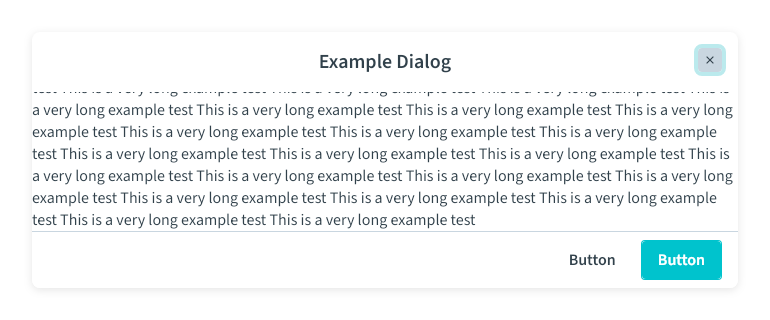 Example Dialog
×
test This is a very long example test This is a very long example test This is a very long example test This is
a very long example test This is a very long example test This is a very long example test This is a very long
example test This is a very long example test This is a very long example test This is a very long example
test This is a very long example test This is a very long example test This is a very long example test This is
a very long example test This is a very long example test This is a very long example test This is a very long
example test This is a very long example test This is a very long example test This is a very long example
test This is a very long example test This is a very long example test
Button
Button